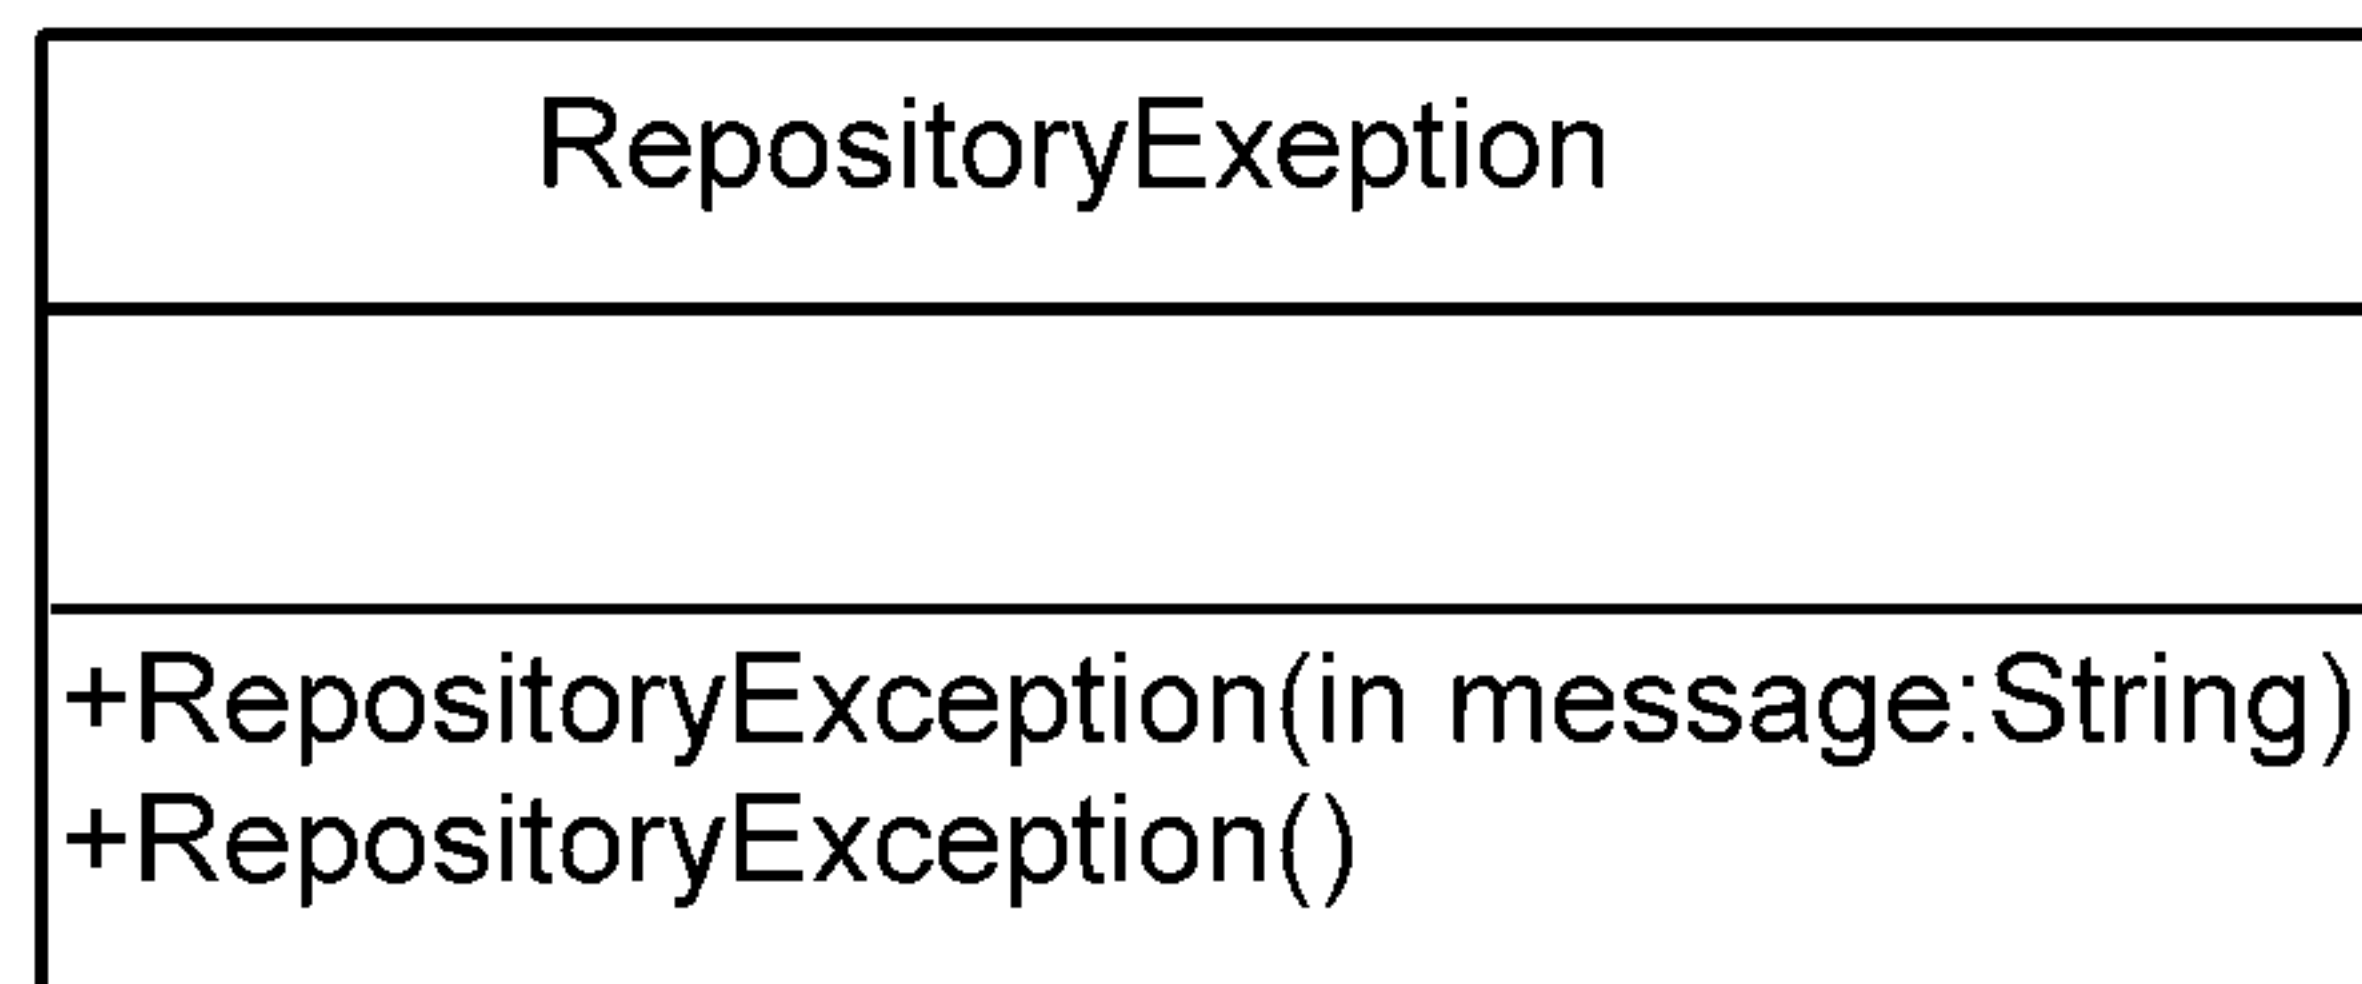 RepositoryExeption
+RepositoryException(in message:String)
+RepositoryException()